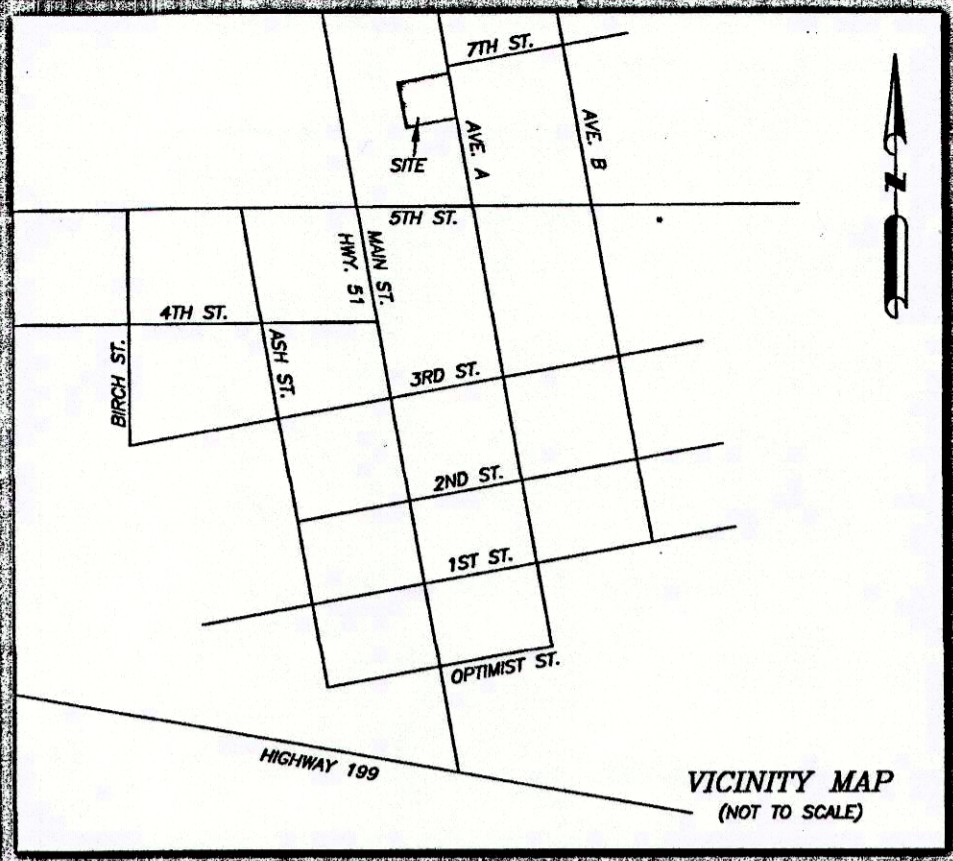 7TH ST.
AVE. A
AVE. B
SITE
N
5TH ST.
MAIN ST.
HWY. 51
4TH ST.
BIRCH ST.
ASH ST.
3RD ST.
2ND ST.
1ST ST.
OPTIMIST ST.
HIGHWAY 199
VICINITY MAP
(NOT TO SCALE)